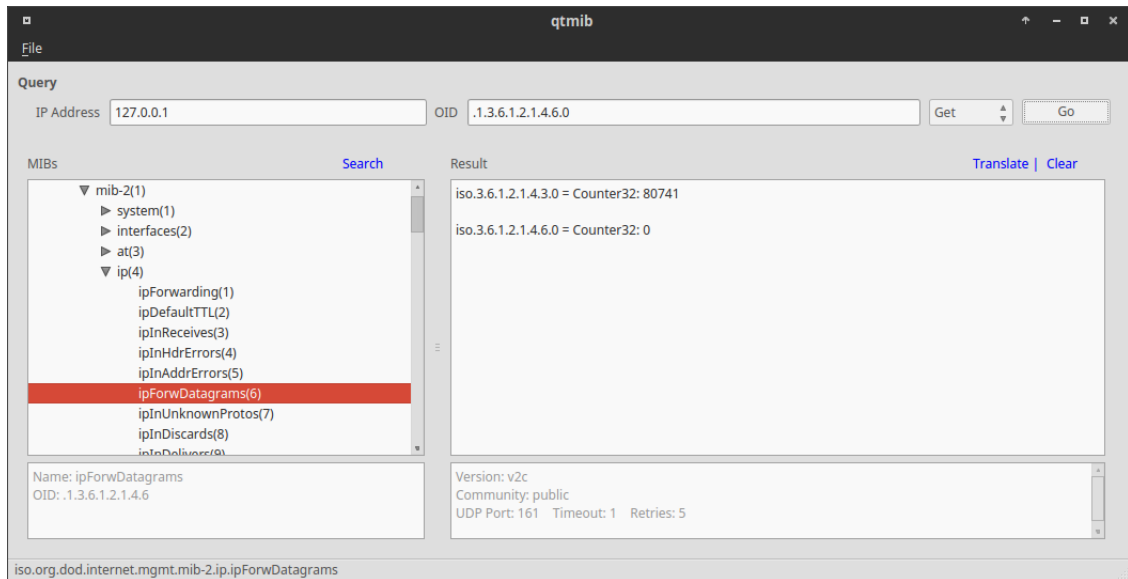 qtmib
File
Query
IP Address 127.0.0.1 OID .1.3.6.1.2.1.4.6.0 Get Go
MIBs Search
mib-2(1)
system(1)
interfaces(2)
at(3)
ip(4)
ipForwarding(1)
ipDefaultTTL(2)
ipInReceives(3)
ipInHdrErrors(4)
ipInAddrErrors(5)
ipForwDatagrams(6)
ipInUnknownProtos(7)
ipInDiscards(8)
ipInDelivers(9)
Name: ipForwDatagrams
OID: .1.3.6.1.2.1.4.6
Result Translate | Clear
iso.3.6.1.2.1.4.3.0 = Counter32: 80741
iso.3.6.1.2.1.4.6.0 = Counter32: 0
Version: v2c
Community: public
UDP Port: 161 Timeout: 1 Retries: 5
iso.org.dod.internet.mgmt.mib-2.ip.ipForwDatagrams